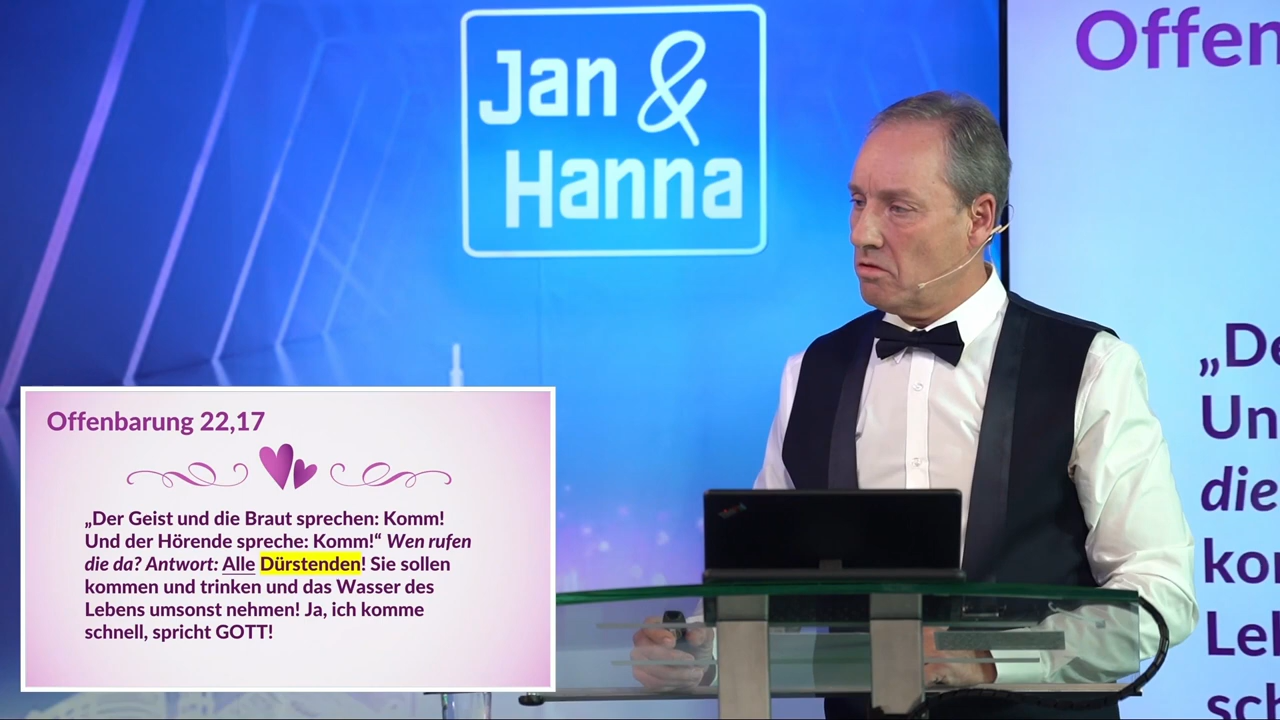 Jan &
Hanna
Offen
„De
Un
die
kon
Leb
sch
Offenbarung 22,17
„Der Geist und die Braut sprechen: Komm!
Und der Hörende spreche: Komm!“ Wen rufen
die da? Antwort: Alle Dürstenden! Sie sollen
kommen und trinken und das Wasser des
Lebens umsonst nehmen! Ja, ich komme
schnell, spricht GOTT!